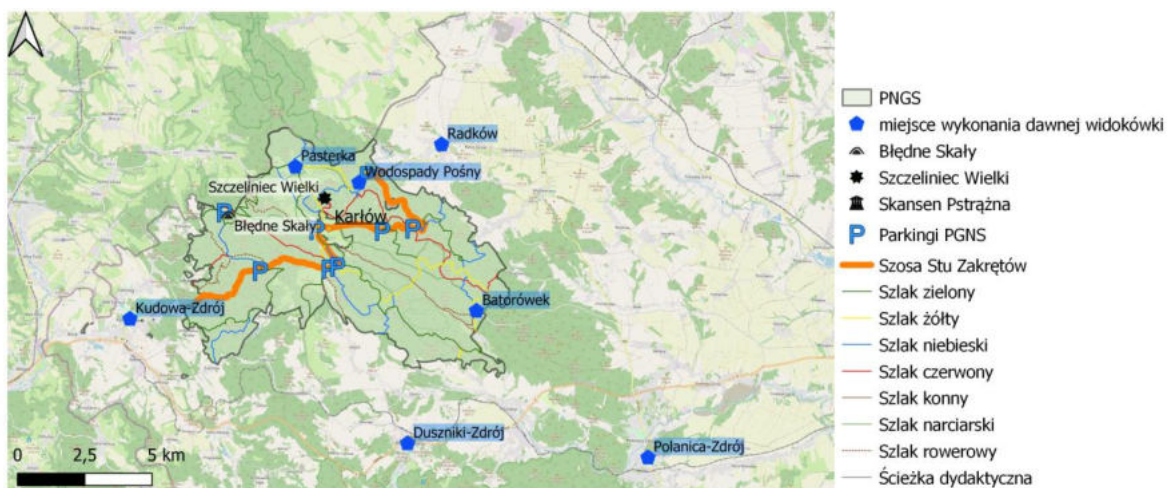 Radków
Pasterka
Wodospady Pośny
Szczeliniec Wielki
Karłów
Błędne Skały
Kudowa-Zdrój
Batorówek
Duszniki-Zdrój
Polanica-Zdrój
0 2,5 5 km
P
P
P
P
P
P
P
PNGS
miejsce wykonania dawnej widokówki
Błędne Skały
Szczeliniec Wielki
Skansen Pstrążna
P Parkingi PGNS
Szosa Stu Zakrętów
Szlak zielony
Szlak żółty
Szlak niebieski
Szlak czerwony
Szlak konny
Szlak narciarski
Szlak rowerowy
Ścieżka dydaktyczna